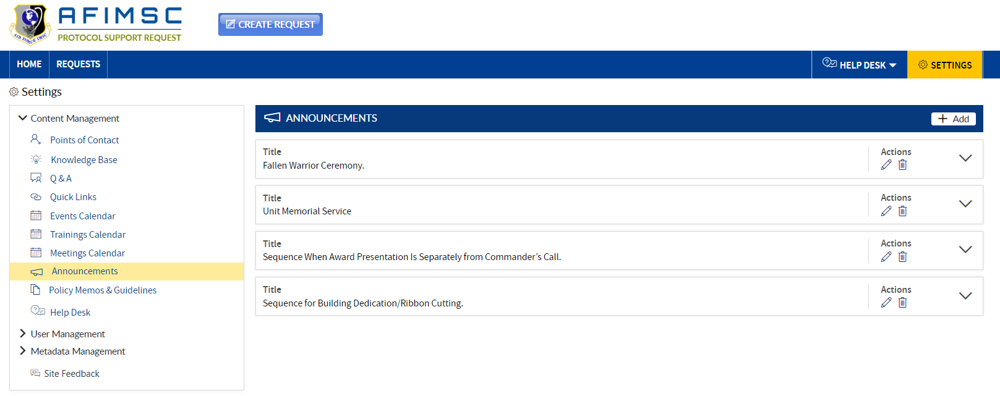 AIR FORCE IMSC
AFIMSC
PROTOCOL SUPPORT REQUEST
CREATE REQUEST
HOME
REQUESTS
HELP DESK
SETTINGS
Settings
Content Management
Points of Contact
Knowledge Base
Q & A
Quick Links
Events Calendar
Trainings Calendar
Meetings Calendar
Announcements
Policy Memos & Guidelines
Help Desk
User Management
Metadata Management
Site Feedback
ANNOUNCEMENTS
Add
Title
Fallen Warrior Ceremony.
Actions
Title
Unit Memorial Service
Actions
Title
Sequence When Award Presentation Is Separately from Commander’s Call.
Actions
Title
Sequence for Building Dedication/Ribbon Cutting.
Actions